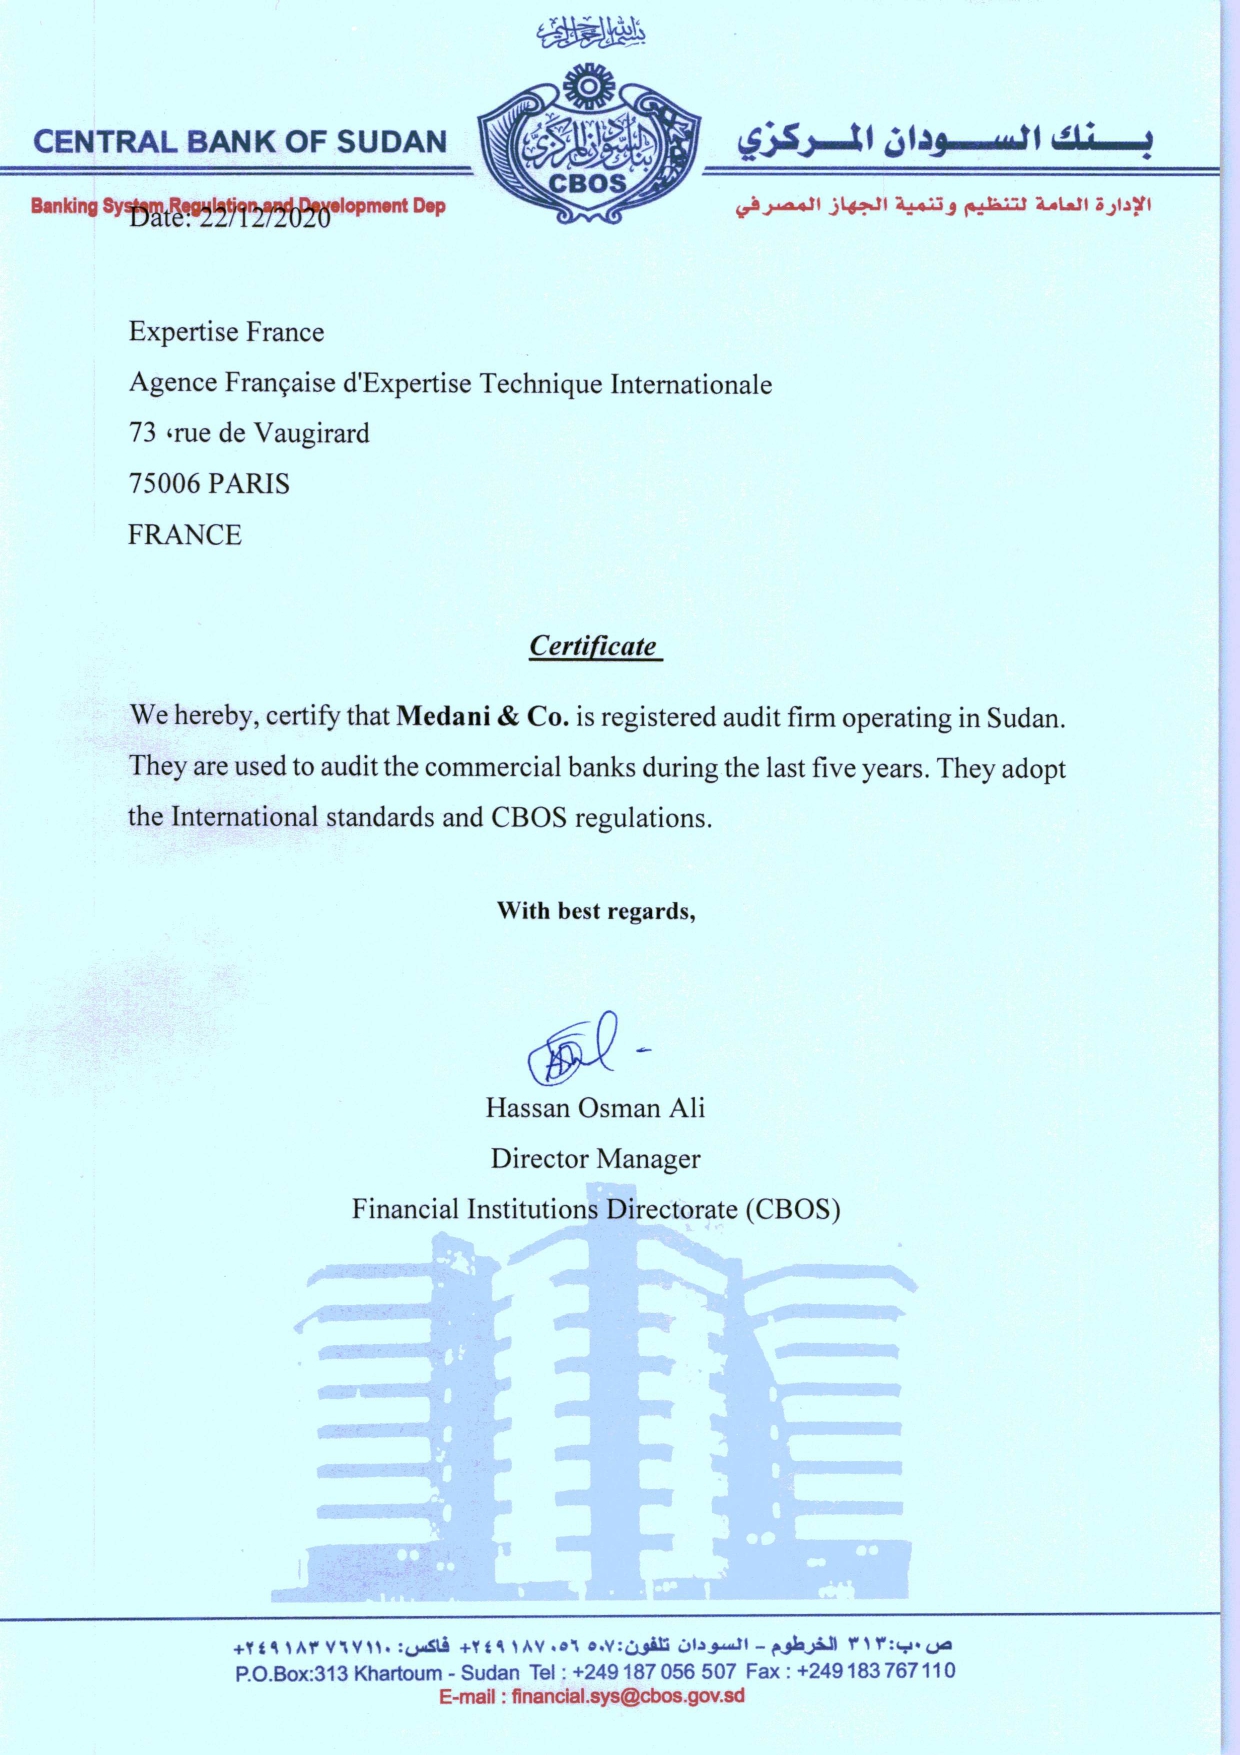 بسم الله الرحمن الرحيم
CENTRAL BANK OF SUDAN
بنك السودان المركزي
بنك السودان المركزي
CBOS
Banking System Regulation and Development Dep
الإدارة العامة لتنظيم وتنمية الجهاز المصرفي
Date: 22/12/2020
Expertise France
Agence Française d'Expertise Technique Internationale
73 ،rue de Vaugirard
75006 PARIS
FRANCE
Certificate
We hereby, certify that Medani & Co. is registered audit firm operating in Sudan.
They are used to audit the commercial banks during the last five years. They adopt
the International standards and CBOS regulations.
With best regards,
Hassan Osman Ali
Director Manager
Financial Institutions Directorate (CBOS)
ص.ب:٣١٣ الخرطوم – السودان تلفون:٥٠٧ ٠٥٦ ١٨٧ ٢٤٩+ فاكس: ٧٦٧١١٠ ١٨٣ ٢٤٩+
P.O.Box:313 Khartoum - Sudan Tel : +249 187 056 507 Fax : +249 183 767 110
E-mail : financial.sys@cbos.gov.sd